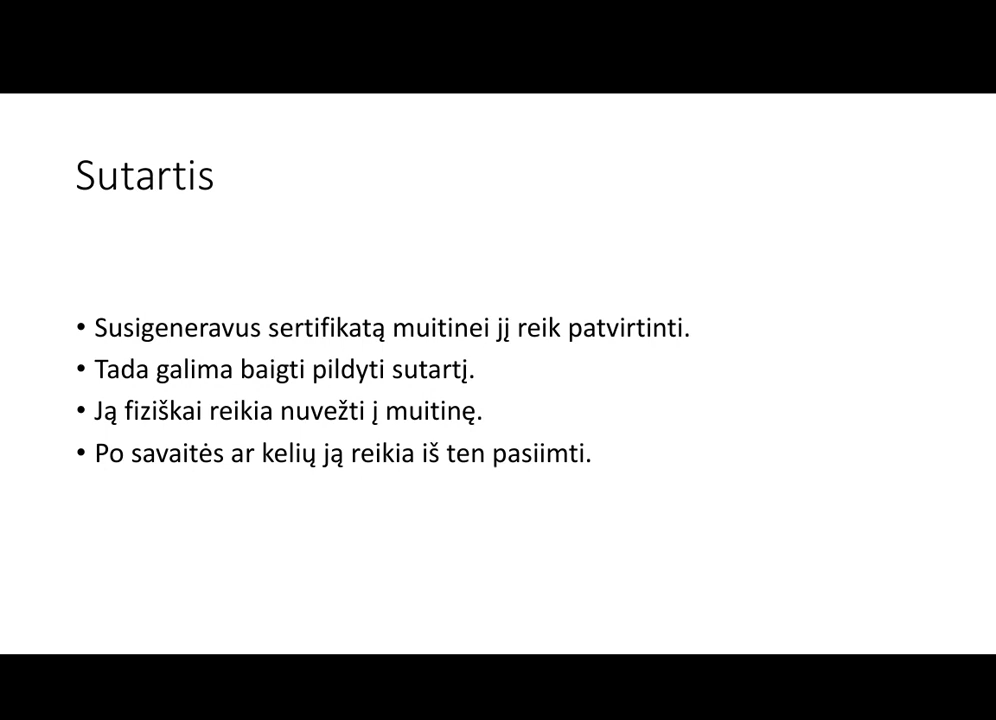 Sutartis
• Susigeneravus sertifikatą muitinei jį reik patvirtinti.
• Tada galima baigti pildyti sutartį.
• Ją fiziškai reikia nuvežti į muitinę.
• Po savaitės ar kelių ją reikia iš ten pasiimti.